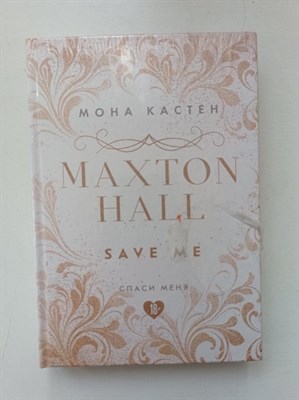 МОНА КАСТЕН
MAXTON
HALL
SAVE ME
СПАСИ МЕНЯ
18+